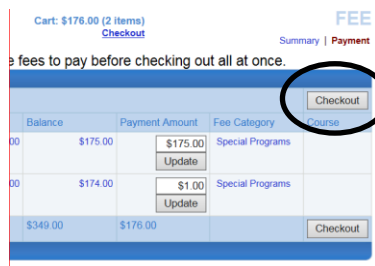 Cart: $176.00 (2 items) FEE
Checkout
Summary | Payment
e fees to pay before checking out all at once.
Checkout
Balance Payment Amount Fee Category Course
00 $175.00 $175.00 Special Programs
Update
00 $174.00 $1.00 Special Programs
Update
$349.00 $176.00 Checkout